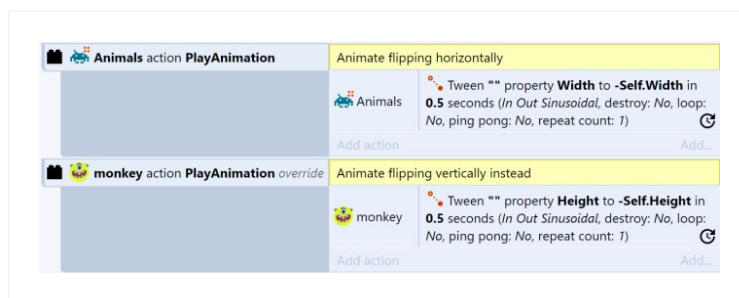 Animals action PlayAnimation
Animate flipping horizontally
Animals
Tween "" property Width to -Self.Width in
0.5 seconds (In Out Sinusoidal, destroy: No, loop:
No, ping pong: No, repeat count: 1)
Add action
Add...
monkey action PlayAnimation override
Animate flipping vertically instead
monkey
Tween "" property Height to -Self.Height in
0.5 seconds (In Out Sinusoidal, destroy: No, loop:
No, ping pong: No, repeat count: 1)
Add action
Add...